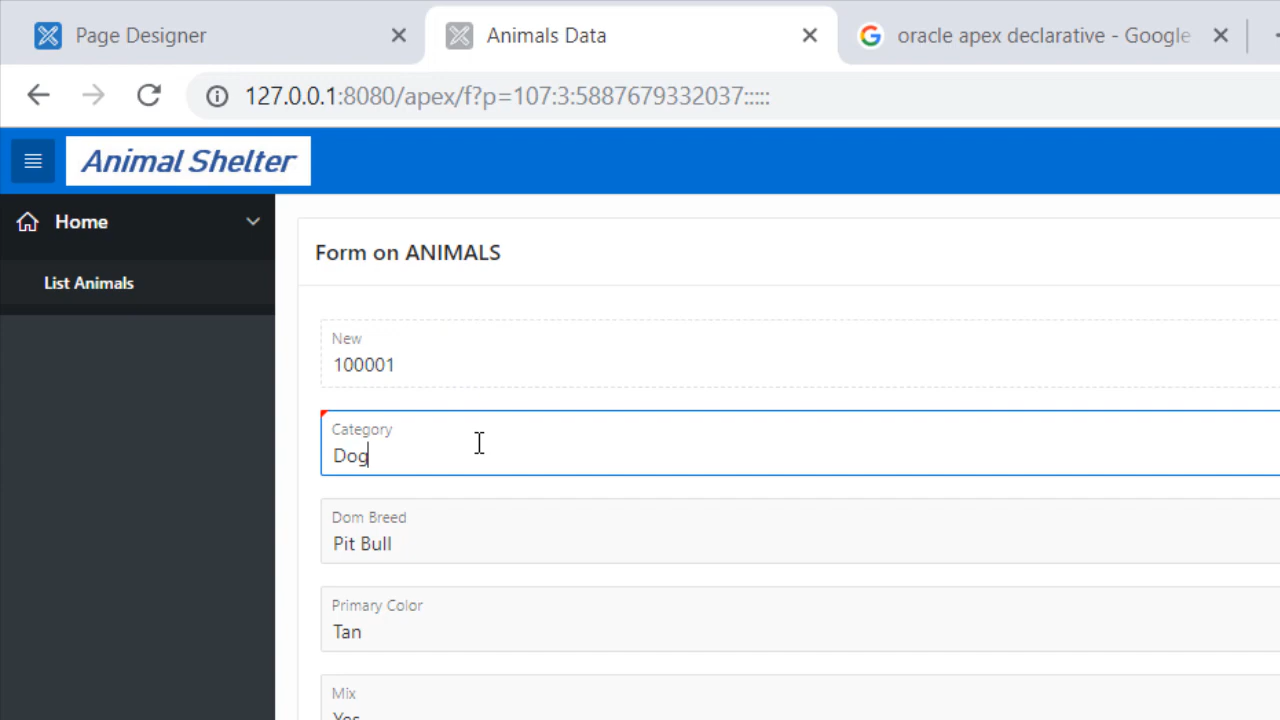 Page Designer
Animals Data
oracle apex declarative - Google
127.0.0.1:8080/apex/f?p=107:3:5887679332037:::::
Animal Shelter
Home
List Animals
Form on ANIMALS
New
100001
Category
Dog
Dom Breed
Pit Bull
Primary Color
Tan
Mix
Yes